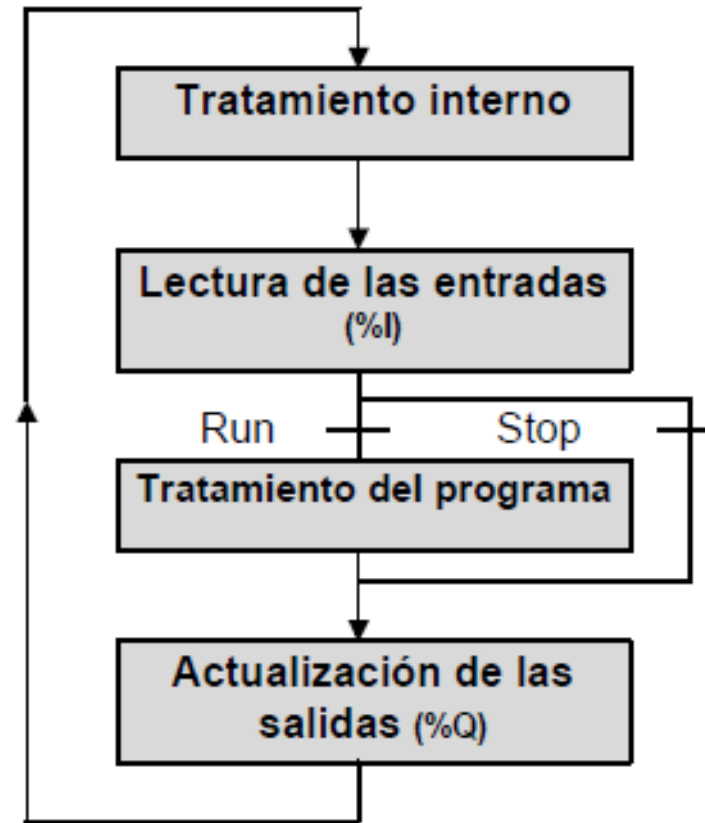 Tratamiento interno
Lectura de las entradas
(%I)
Run
Stop
Tratamiento del programa
Actualización de las
salidas (%Q)